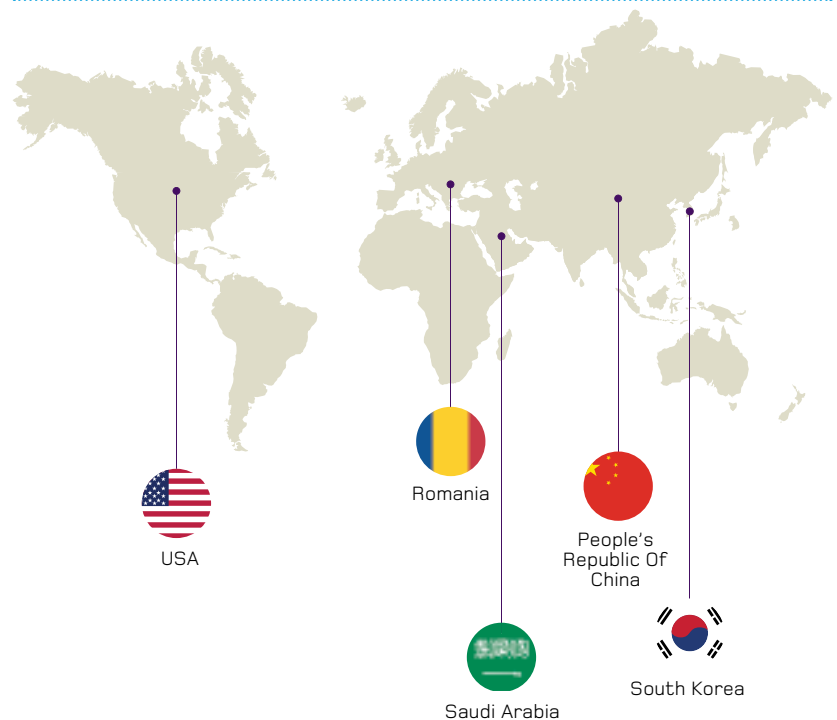 Romania
USA
People's
Republic Of
China
South Korea
Saudi Arabia